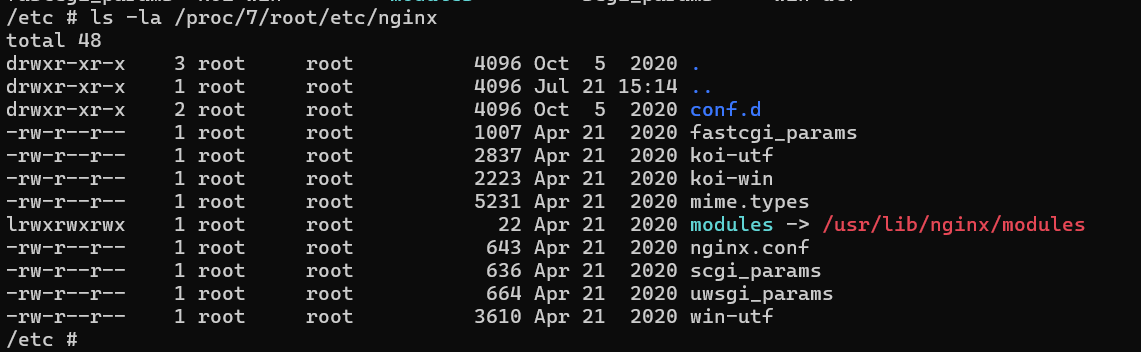 /etc # ls -la /proc/7/root/etc/nginx
total 48
drwxr-xr-x    3 root     root          4096 Oct  5  2020 .
drwxr-xr-x    1 root     root          4096 Jul 21 15:14 ..
drwxr-xr-x    2 root     root          4096 Oct  5  2020 conf.d
-rw-r--r--    1 root     root          1007 Apr 21  2020 fastcgi_params
-rw-r--r--    1 root     root          2837 Apr 21  2020 koi-utf
-rw-r--r--    1 root     root          2223 Apr 21  2020 koi-win
-rw-r--r--    1 root     root          5231 Apr 21  2020 mime.types
lrwxrwxrwx    1 root     root            22 Apr 21  2020 modules -> /usr/lib/nginx/modules
-rw-r--r--    1 root     root           643 Apr 21  2020 nginx.conf
-rw-r--r--    1 root     root           636 Apr 21  2020 scgi_params
-rw-r--r--    1 root     root           664 Apr 21  2020 uwsgi_params
-rw-r--r--    1 root     root          3610 Apr 21  2020 win-utf
/etc #